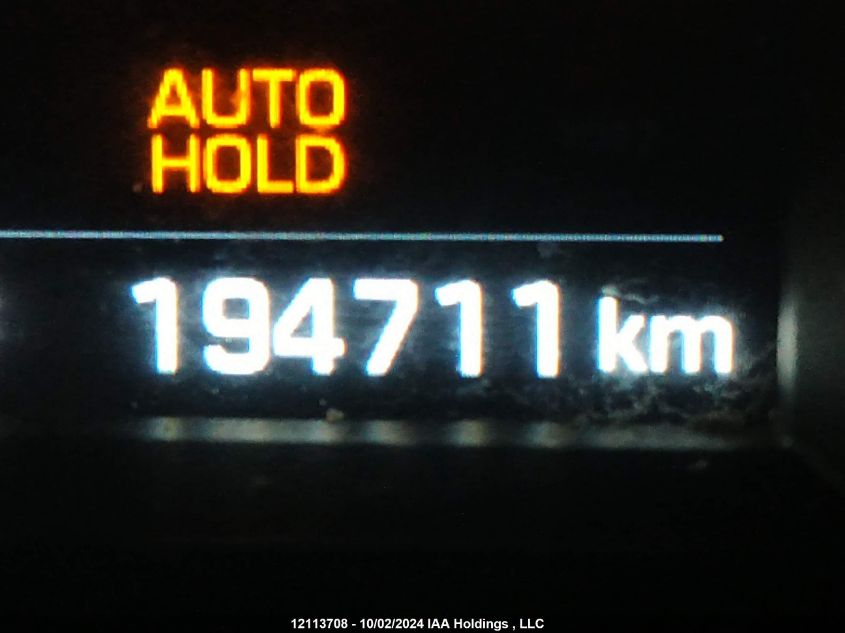 AUTO
HOLD
194711 km
12113708 - 10/02/2024 IAA Holdings , LLC